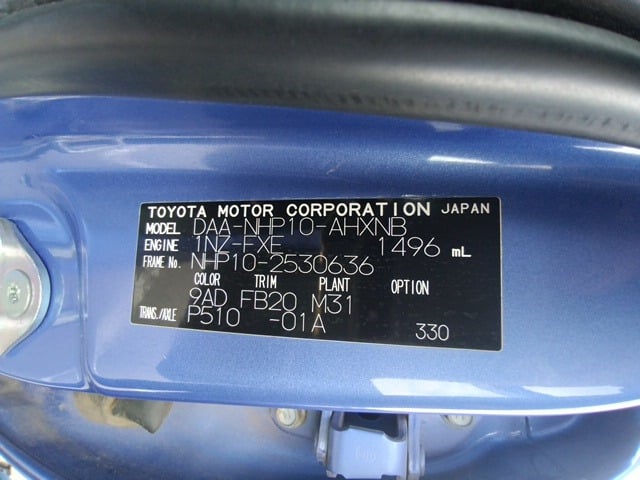 TOYOTA MOTOR CORPORATION JAPAN
MODEL DAA-NHP10-AHXNB
ENGINE 1NZ-FXE 1496 mL
FRAME No. NHP10-2530636
COLOR TRIM PLANT OPTION
9AD FB20 M31
TRANS./AXLE P510 -01A 330